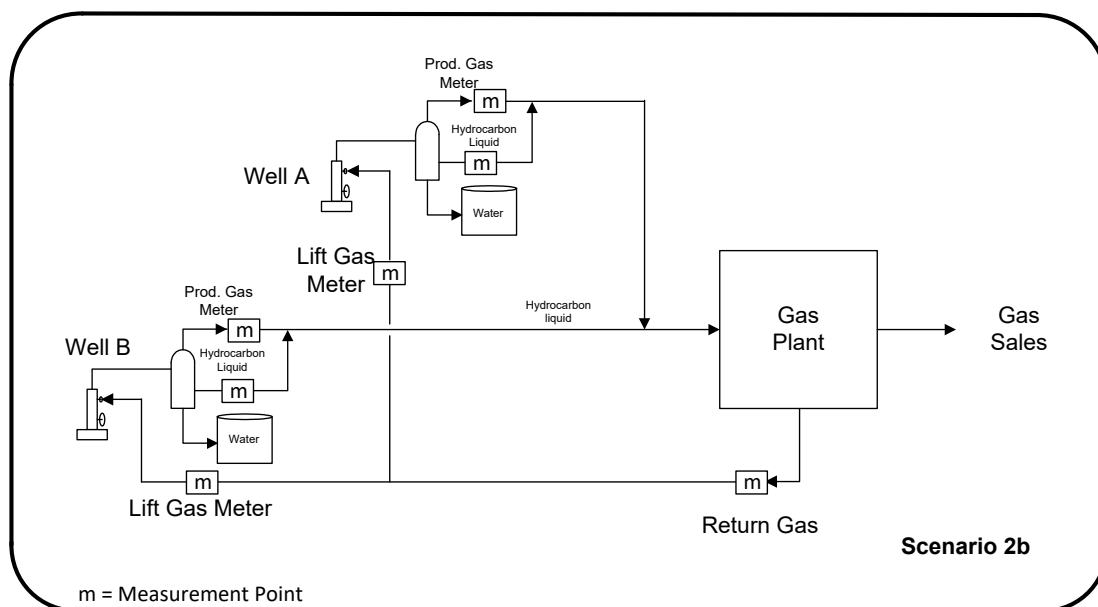 Prod. Gas
Meter
m
Hydrocarbon
Liquid
m
Well A
Water
Lift Gas
Meter
m
Prod. Gas
Meter
m
Hydrocarbon
liquid
Gas
Plant
Gas
Sales
Well B
Hydrocarbon
Liquid
m
Water
m
Lift Gas Meter
m
Return Gas
Scenario 2b
m = Measurement Point